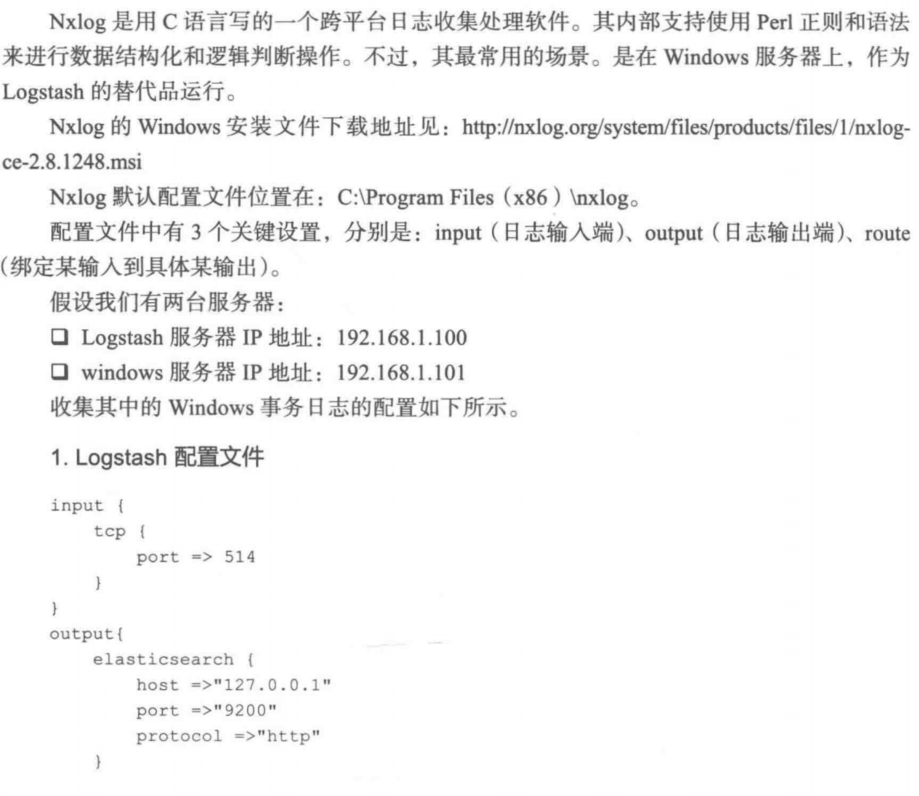 Nxlog 是用 C 语言写的一个跨平台日志收集处理软件。其内部支持使用 Perl 正则和语法
来进行数据结构化和逻辑判断操作。不过，其最常用的场景。是在 Windows 服务器上，作为
Logstash 的替代品运行。
Nxlog 的 Windows 安装文件下载地址见：http://nxlog.org/system/files/products/files/1/nxlog-
ce-2.8.1248.msi
Nxlog 默认配置文件位置在：C:\Program Files（x86）\nxlog。
配置文件中有 3 个关键设置，分别是：input（日志输入端）、output（日志输出端）、route
（绑定某输入到具体某输出）。
假设我们有两台服务器：
❑ Logstash 服务器 IP 地址：192.168.1.100
❑ windows 服务器 IP 地址：192.168.1.101
收集其中的 Windows 事务日志的配置如下所示。
1. Logstash 配置文件
input {
    tcp {
        port => 514
    }
}
output{
    elasticsearch {
        host =>"127.0.0.1"
        port =>"9200"
        protocol =>"http"
    }